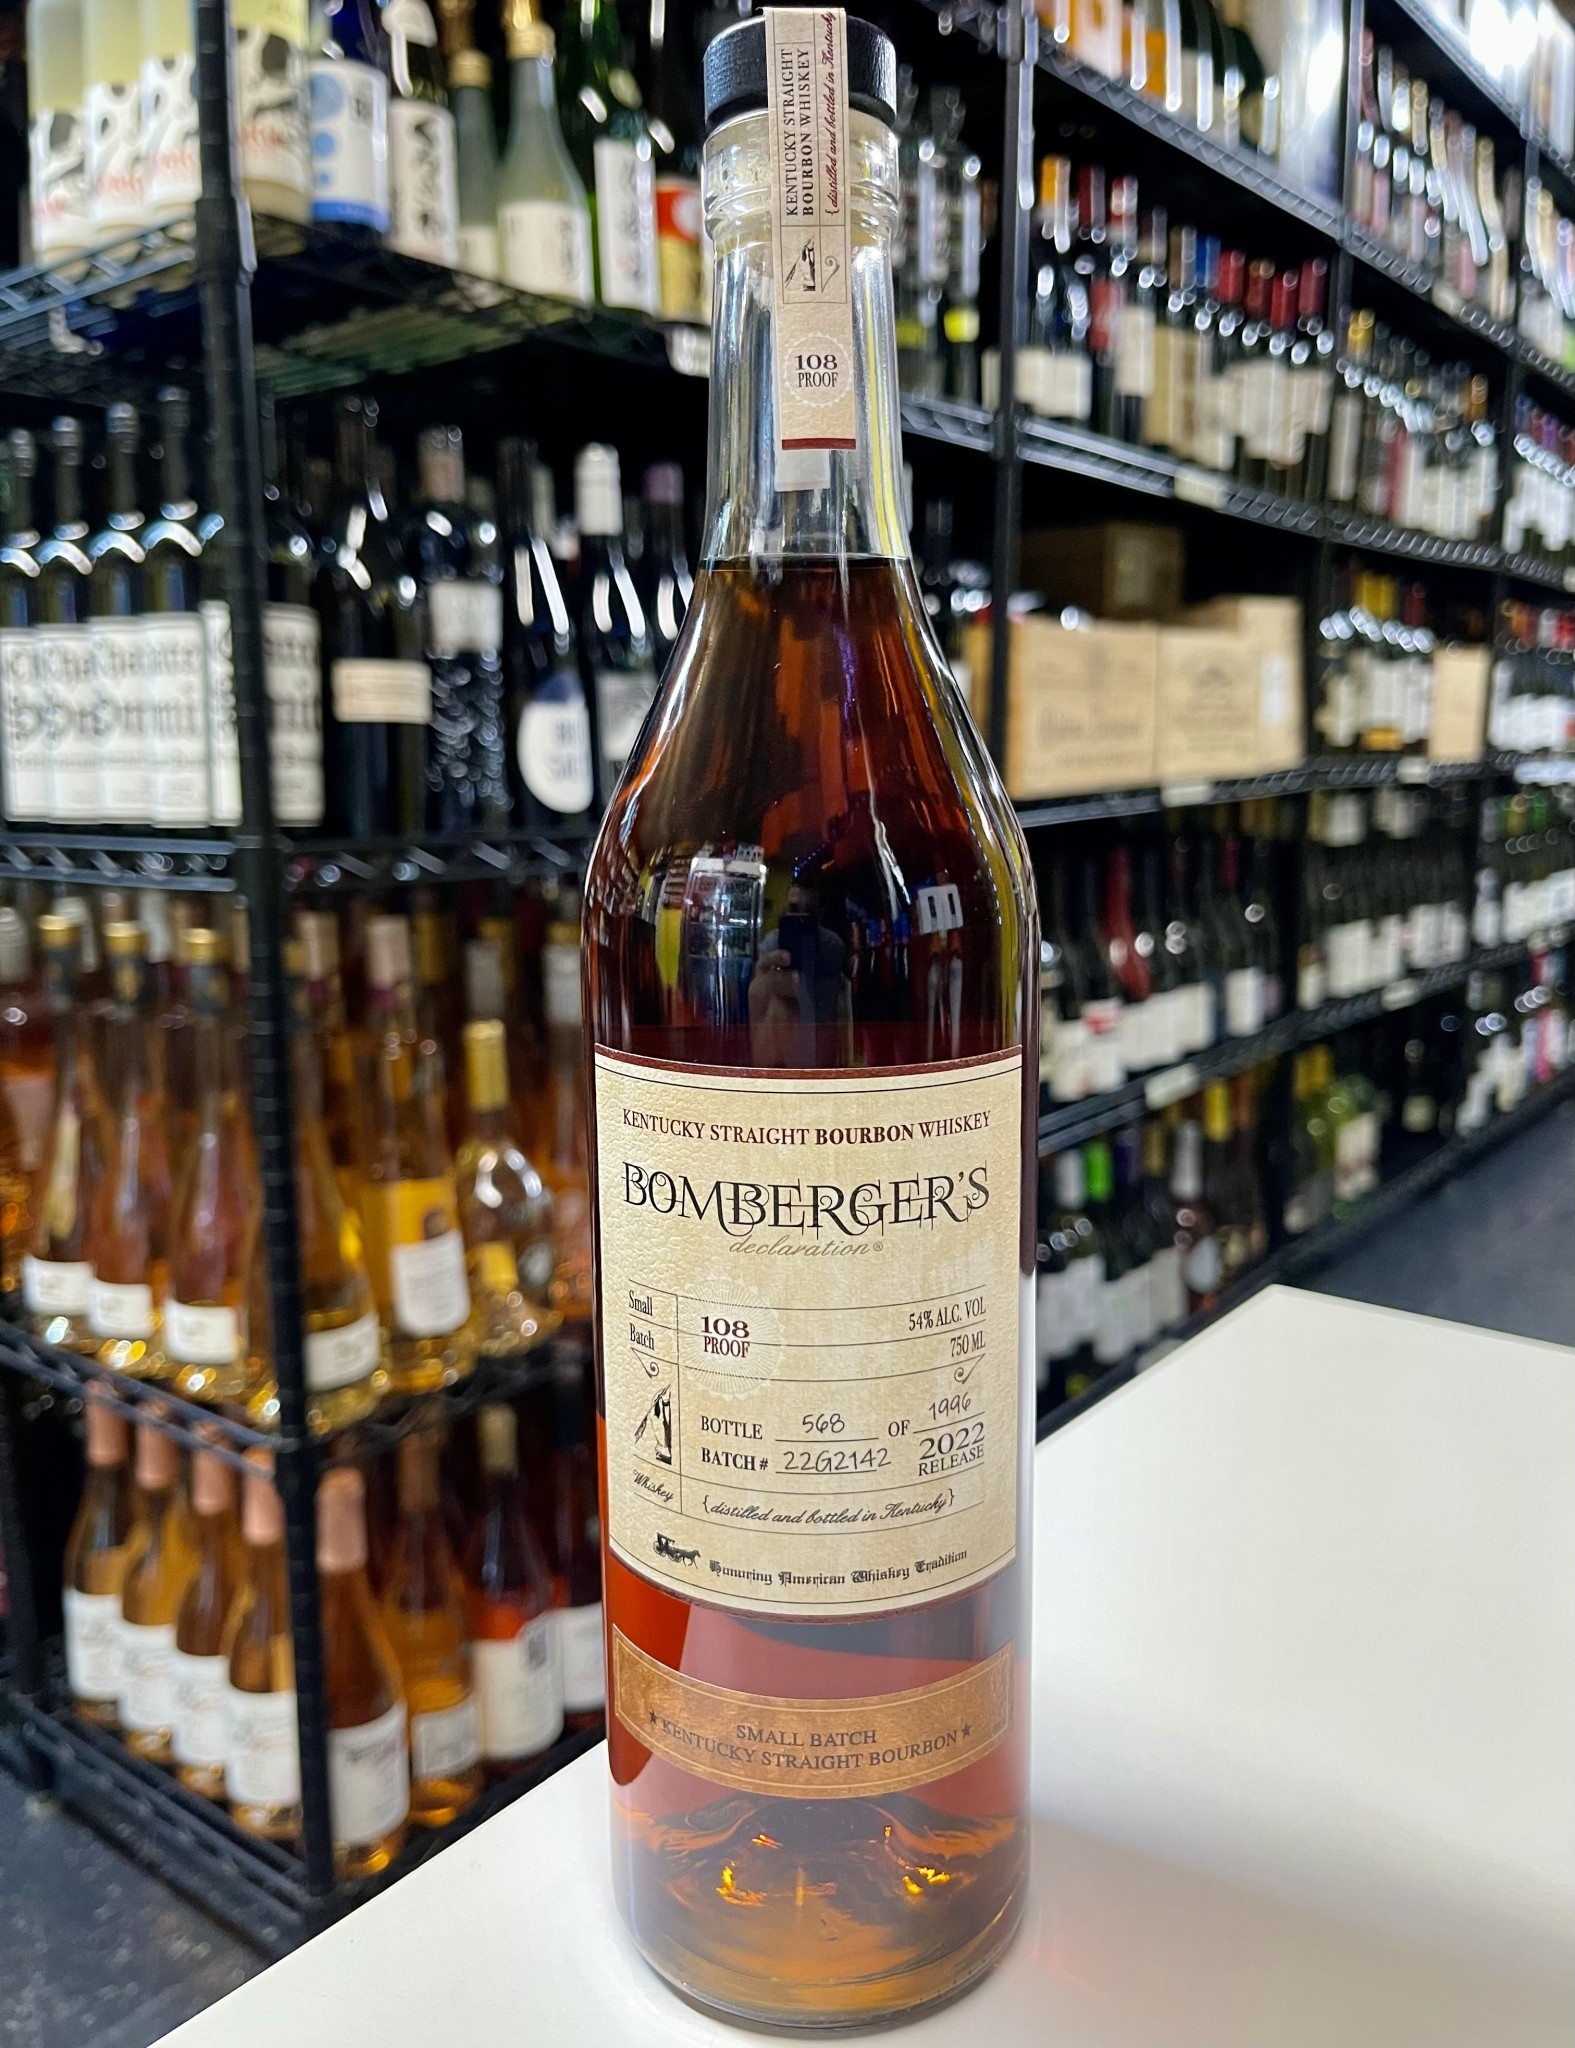 KENTUCKY STRAIGHT
BOURBON WHISKEY
{distilled and bottled in Kentucky
108
PROOF
KENTUCKY STRAIGHT BOURBON WHISKEY
BOMBERGER'S
declaration®
Small
Batch
108
PROOF
54% ALC. VOL
750 ML
BOTTLE 568 OF 1996
BATCH # 22G2142
2022
RELEASE
Whiskey
{distilled and bottled in Kentucky}
Honoring American Whiskey Tradition
SMALL BATCH
★ KENTUCKY STRAIGHT BOURBON ★